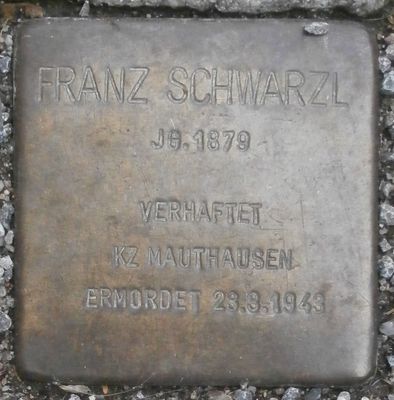 FRANZ SCHWARZL
JG. 1879
VERHAFTET
KZ MAUTHAUSEN
ERMORDET 23.3.1943